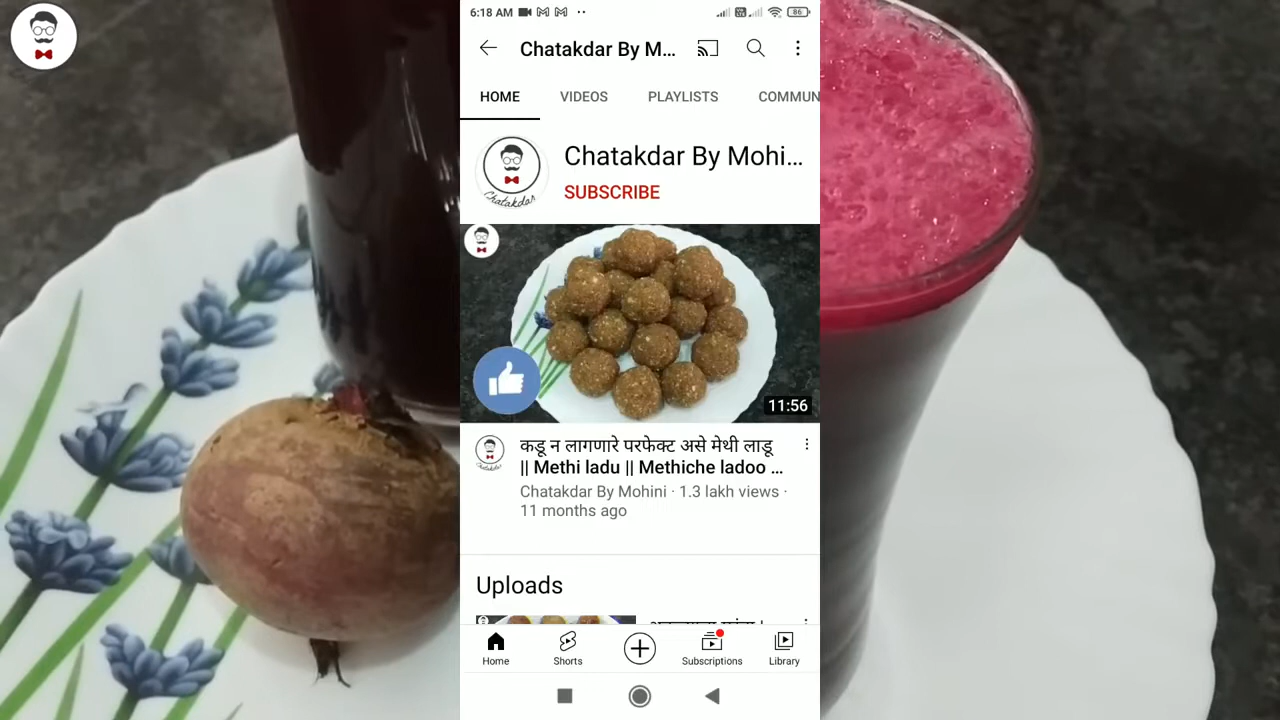 6:18 AM
86
Chatakdar By M...
HOME VIDEOS PLAYLISTS COMMUN
Chatakdar By Mohi...
SUBSCRIBE
Chatakdar
11:56
कडू न लागणारे परफेक्ट असे मेथी लाडू
|| Methi ladu || Methiche ladoo ...
Chatakdar By Mohini · 1.3 lakh views ·
11 months ago
Uploads
Home Shorts Subscriptions Library